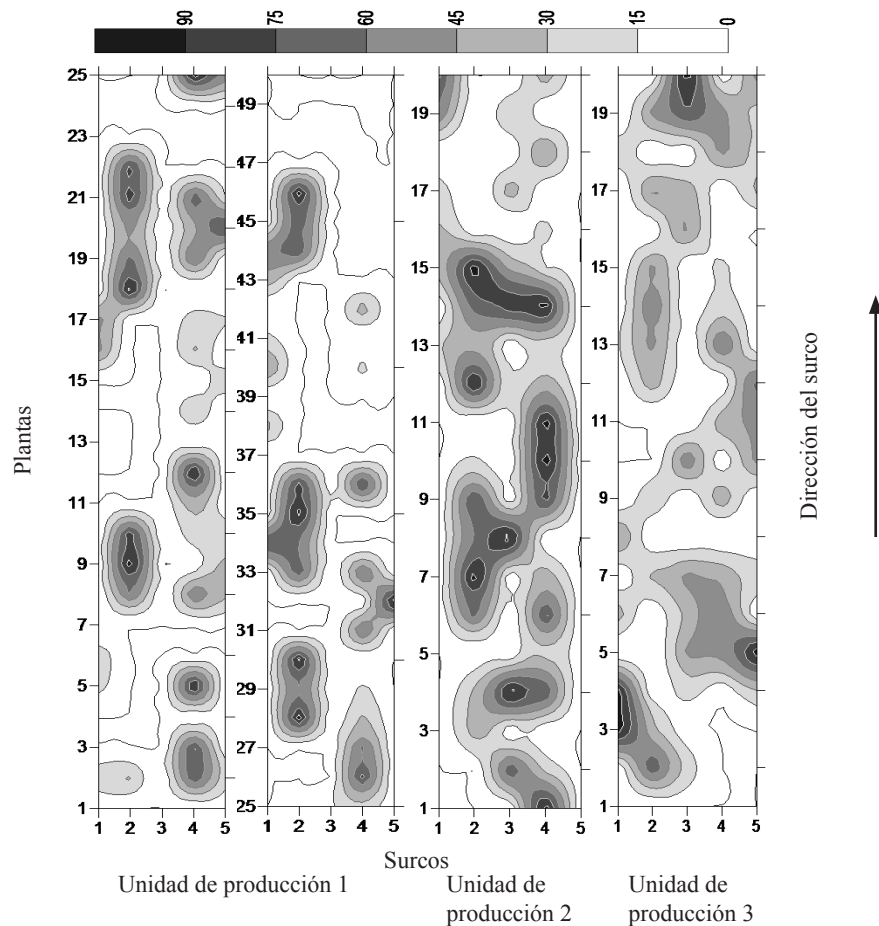 90 75 60 45 30 15 0
25 23 21 19 17 15 13 11 9 7 5 3 1
49 47 45 43 41 39 37 35 33 31 29 27 25
19 17 15 13 11 9 7 5 3 1
19 17 15 13 11 9 7 5 3 1
Plantas
Dirección del surco
1 2 3 4 5
1 2 3 4 5
1 2 3 4 5
1 2 3 4 5
Surcos
Unidad de producción 1
Unidad de
producción 2
Unidad de
producción 3